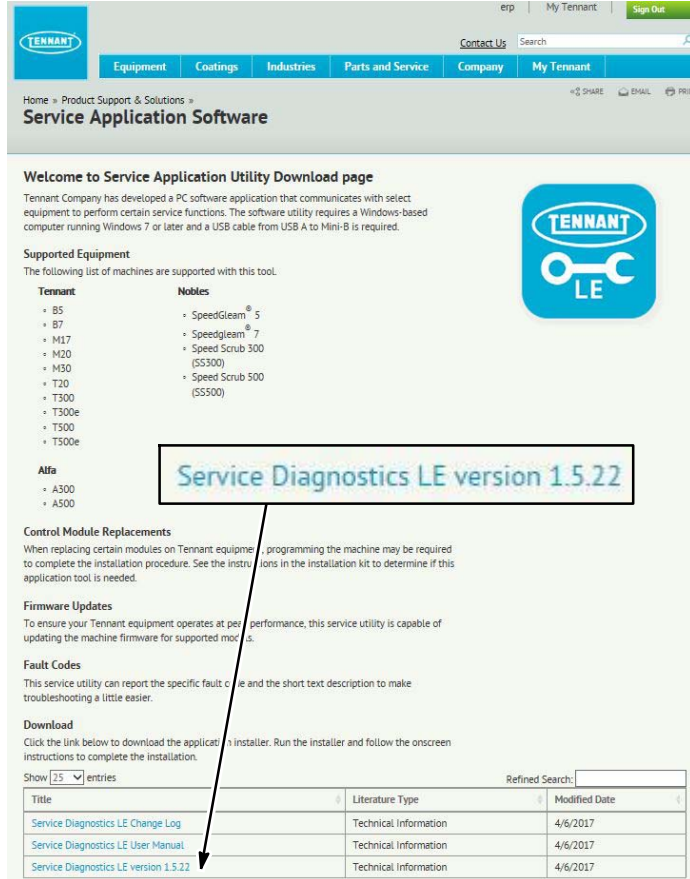 erp | My Tennant | Sign Out
TENNANT
Contact Us Search
Equipment Coatings Industries Parts and Service Company My Tennant
Home » Product Support & Solutions »
SHARE EMAIL PRI
Service Application Software
Welcome to Service Application Utility Download page
Tennant Company has developed a PC software application that communicates with select
equipment to perform certain service functions. The software utility requires a Windows-based
computer running Windows 7 or later and a USB cable from USB A to Mini-B is required.
TENNANT
LE
Supported Equipment
The following list of machines are supported with this tool.
Tennant
◦ B5
◦ B7
◦ M17
◦ M20
◦ M30
◦ T20
◦ T300
◦ T300e
◦ T500
◦ T500e
Nobles
◦ SpeedGleam® 5
◦ Speedgleam® 7
◦ Speed Scrub 300
(SS300)
◦ Speed Scrub 500
(SS500)
Alfa
◦ A300
◦ A500
Service Diagnostics LE version 1.5.22
Control Module Replacements
When replacing certain modules on Tennant equipment, programming the machine may be required
to complete the installation procedure. See the instructions in the installation kit to determine if this
application tool is needed.
Firmware Updates
To ensure your Tennant equipment operates at peak performance, this service utility is capable of
updating the machine firmware for supported models.
Fault Codes
This service utility can report the specific fault code and the short text description to make
troubleshooting a little easier.
Download
Click the link below to download the application installer. Run the installer and follow the onscreen
instructions to complete the installation.
Show 25 entries Refined Search:
Title Literature Type Modified Date
Service Diagnostics LE Change Log Technical Information 4/6/2017
Service Diagnostics LE User Manual Technical Information 4/6/2017
Service Diagnostics LE version 1.5.22 Technical Information 4/6/2017